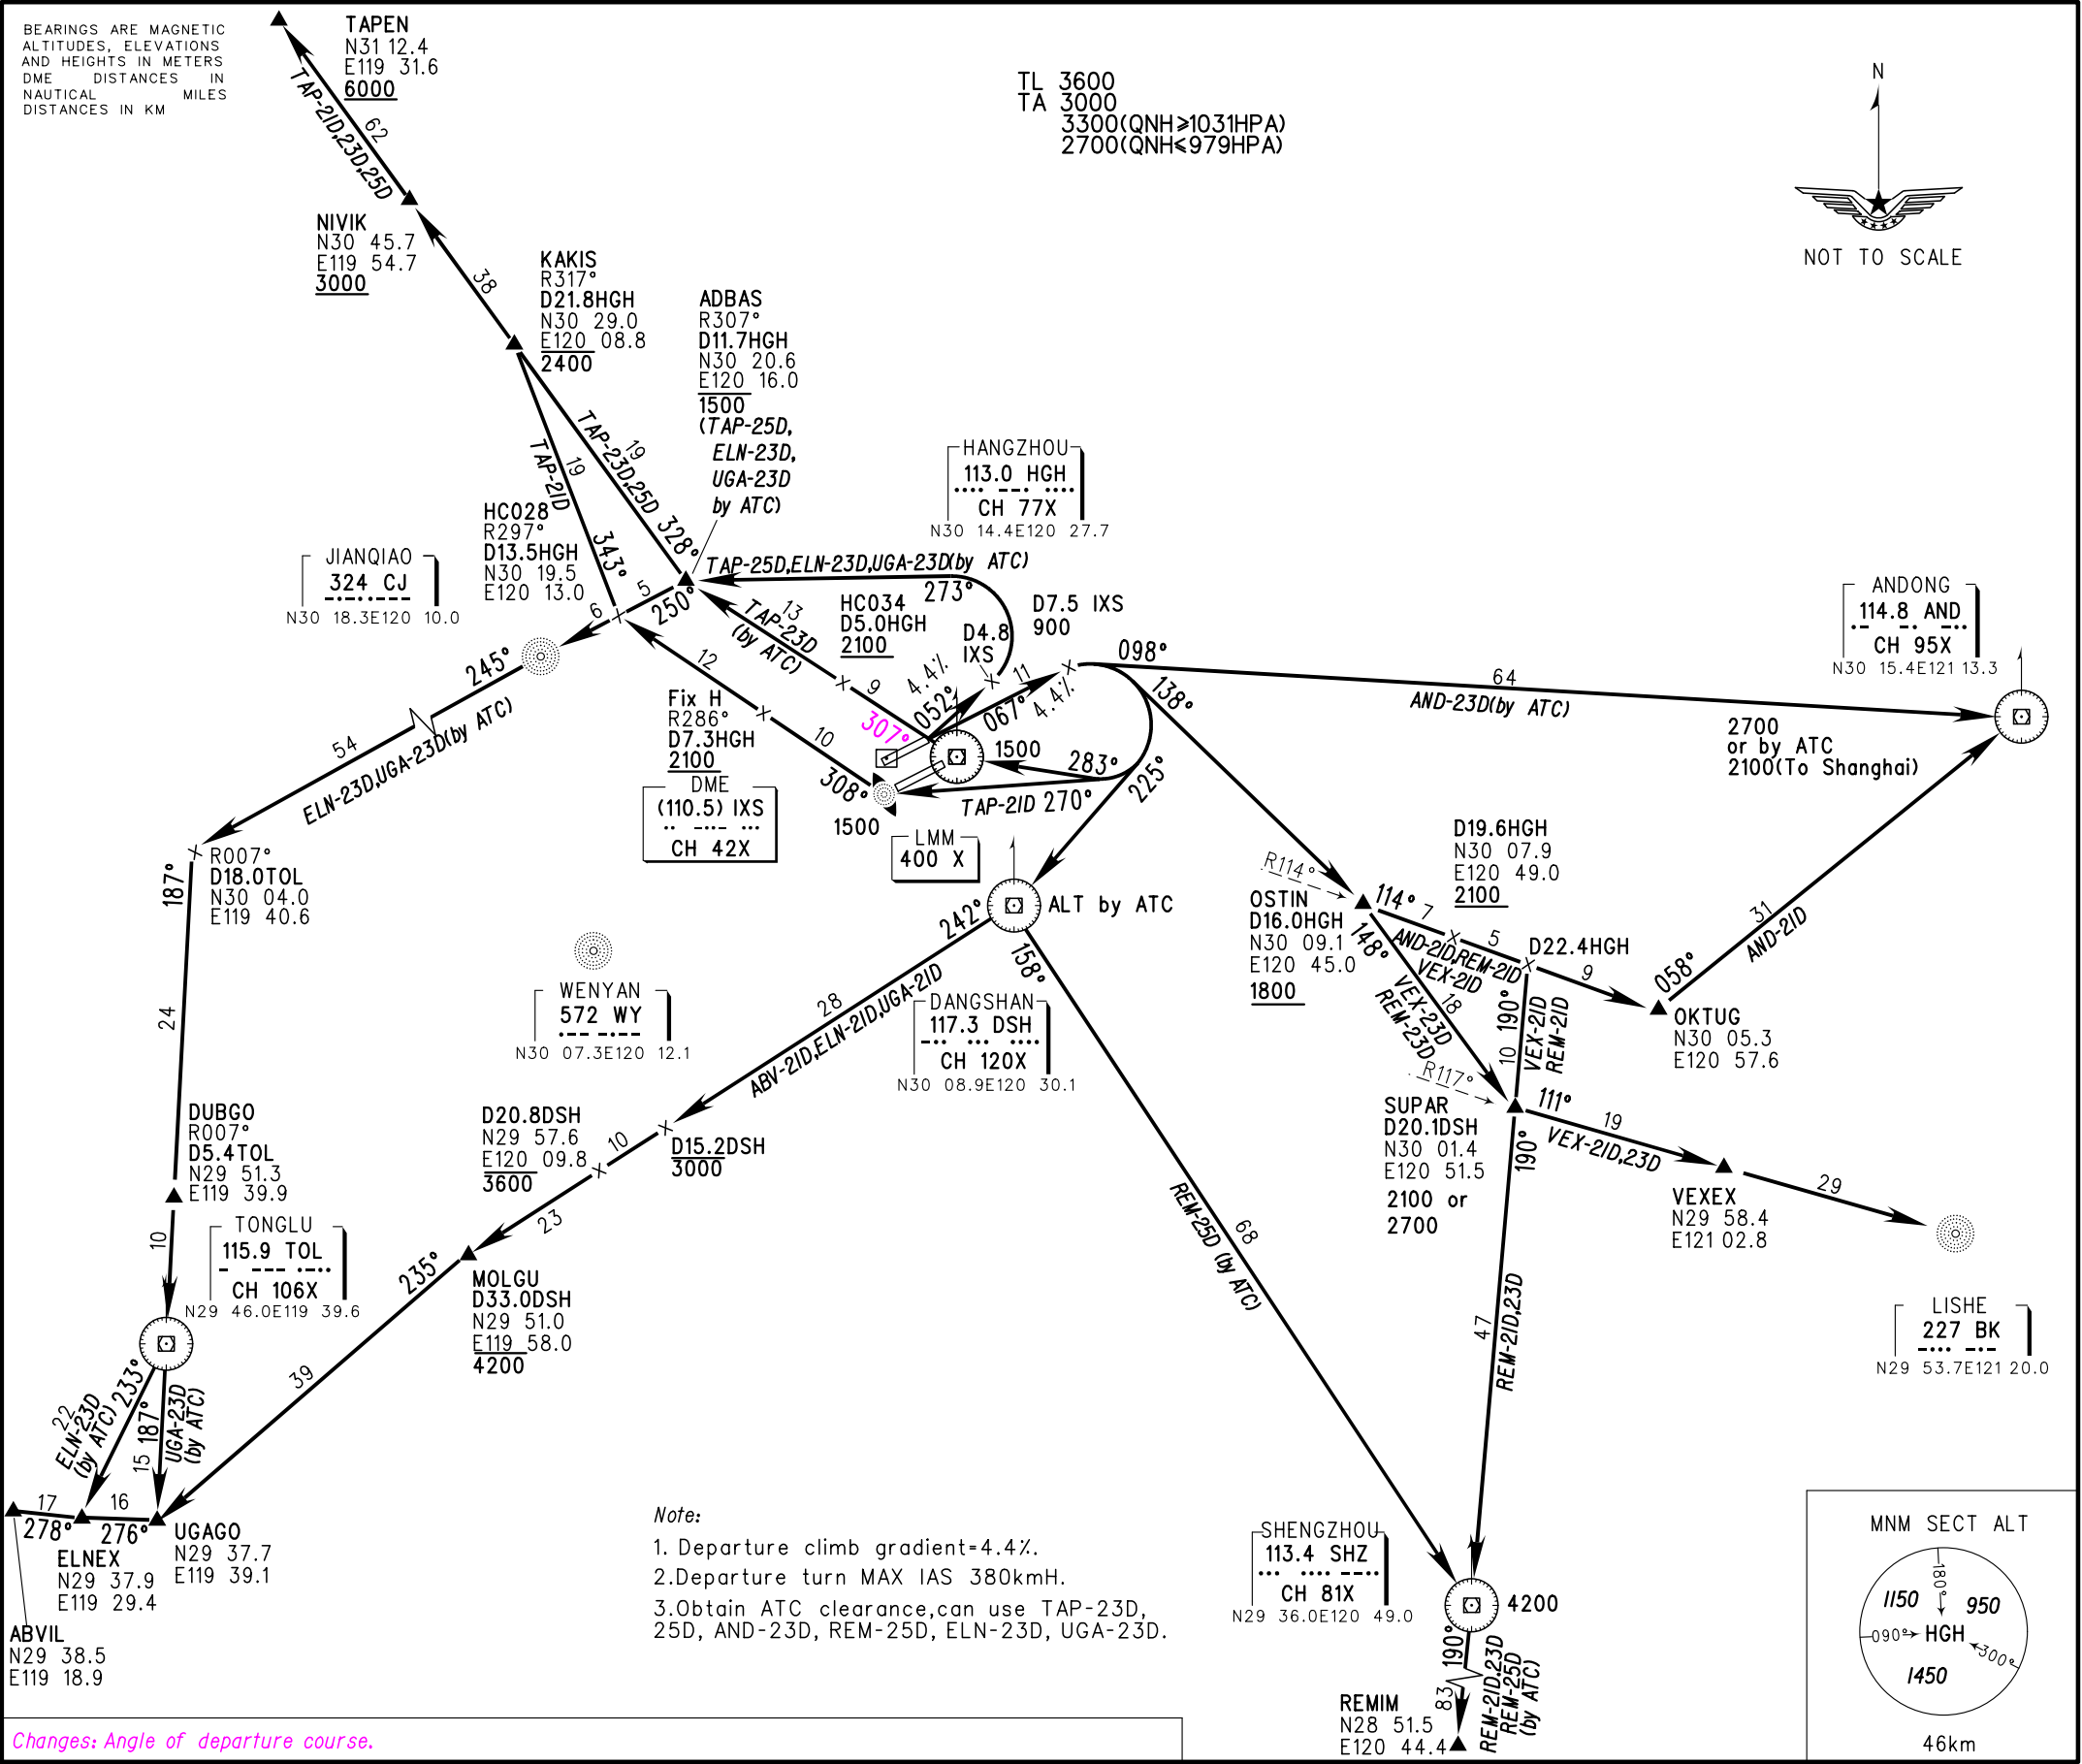 BEARINGS ARE MAGNETIC
ALTITUDES, ELEVATIONS
AND HEIGHTS IN METERS
DME DISTANCES IN
NAUTICAL MILES
DISTANCES IN KM
TAPEN
N31 12.4
E119 31.6
6000
TL 3600
TA 3000
3300(QNH≥1031HPA)
2700(QNH≤979HPA)
N
NOT TO SCALE
TAP-21D,23D,25D
62
NIVIK
N30 45.7
E119 54.7
3000
38
KAKIS
R317°
D21.8HGH
N30 29.0
E120 08.8
2400
ADBAS
R307°
D11.7HGH
N30 20.6
E120 16.0
1500
(TAP-25D,
ELN-23D,
UGA-23D
by ATC)
TAP-23D,25D
19
328°
TAP-21D
19
343°
HC028
R297°
D13.5HGH
N30 19.5
E120 13.0
JIANQIAO
324 CJ
N30 18.3E120 10.0
HANGZHOU
113.0 HGH
CH 77X
N30 14.4E120 27.7
TAP-25D,ELN-23D,UGA-23D(by ATC)
273°
5
250°
6
245°
13
TAP-23D
(by ATC)
HC034
D5.0HGH
2100
D4.8
IXS
D7.5 IXS
900
4.4%
052°
11
067°
4.4%
9
307°
12
Fix H
R286°
D7.3HGH
2100
10
308°
DME
(110.5) IXS
CH 42X
1500
LMM
400 X
1500
283°
TAP-21D 270°
225°
098°
138°
64
AND-23D(by ATC)
ANDONG
114.8 AND
CH 95X
N30 15.4E121 13.3
2700
or by ATC
2100(To Shanghai)
54
ELN-23D,UGA-23D(by ATC)
187°
R007°
D18.0TOL
N30 04.0
E119 40.6
24
ALT by ATC
242°
158°
R114°
OSTIN
D16.0HGH
N30 09.1
E120 45.0
1800
D19.6HGH
N30 07.9
E120 49.0
2100
114°
7
5
AND-21D,REM-21D
VEX-21D
D22.4HGH
9
148°
VEX-23D
REM-23D
18
10 190°
VEX-21D
REM-21D
058°
31
AND-21D
OKTUG
N30 05.3
E120 57.6
WENYAN
572 WY
N30 07.3E120 12.1
DANGSHAN
117.3 DSH
CH 120X
N30 08.9E120 30.1
28
ABV-21D,ELN-21D,UGA-21D
R117°
SUPAR
D20.1DSH
N30 01.4
E120 51.5
2100 or
2700
111°
19
VEX-21D,23D
190°
VEXEX
N29 58.4
E121 02.8
29
DUBGO
R007°
D5.4TOL
N29 51.3
E119 39.9
D20.8DSH
N29 57.6
E120 09.8
3600
10
D15.2DSH
3000
23
10
TONGLU
115.9 TOL
CH 106X
N29 46.0E119 39.6
235°
MOLGU
D33.0DSH
N29 51.0
E119 58.0
4200
39
REM-25D (by ATC)
68
47
REM-21D,23D
LISHE
227 BK
N29 53.7E121 20.0
22
ELN-23D
(by ATC)
233°
15 187°
UGA-23D
(by ATC)
17
278°
16
276°
UGAGO
N29 37.7
E119 39.1
ELNEX
N29 37.9
E119 29.4
ABVIL
N29 38.5
E119 18.9
Note:
1. Departure climb gradient=4.4%.
2.Departure turn MAX IAS 380kmH.
3.Obtain ATC clearance,can use TAP-23D,
25D, AND-23D, REM-25D, ELN-23D, UGA-23D.
SHENGZHOU
113.4 SHZ
CH 81X
N29 36.0E120 49.0
4200
190°
83
REM-21D,23D
REM-25D
(by ATC)
REMIM
N28 51.5
E120 44.4
MNM SECT ALT
180°
1150
950
090°
HGH
300°
1450
46km
Changes: Angle of departure course.